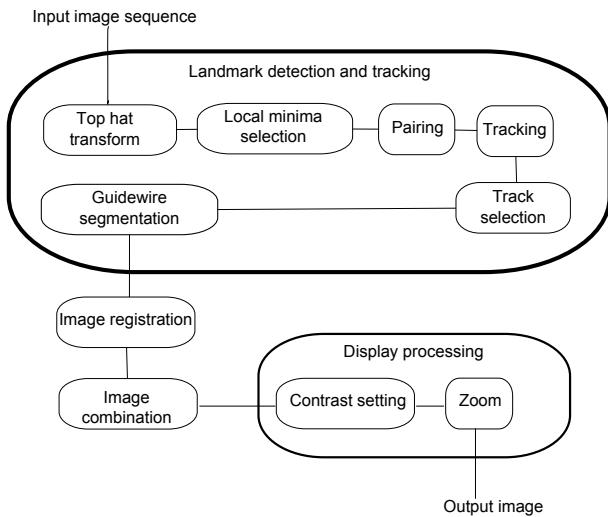 Input image sequence
Landmark detection and tracking
Top hat
transform
Local minima
selection
Pairing
Tracking
Track
selection
Guidewire
segmentation
Image registration
Image
combination
Display processing
Contrast setting
Zoom
Output image